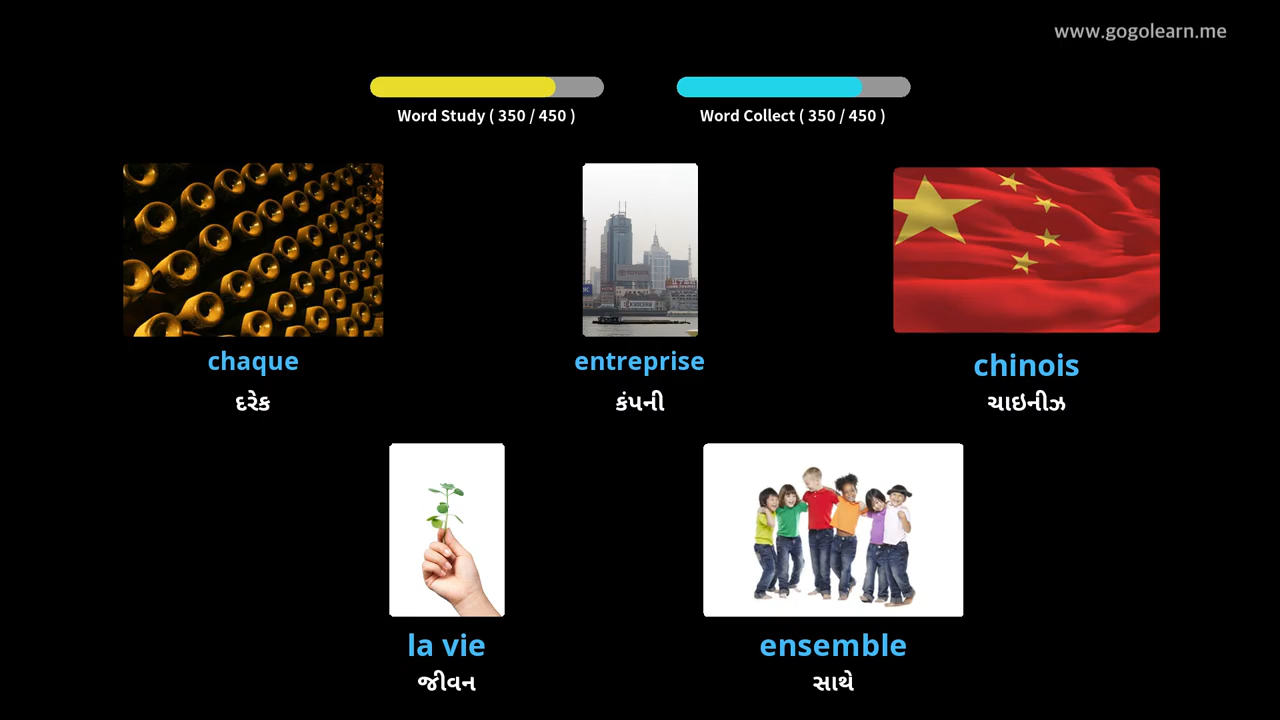 www.gogolearn.me
Word Study ( 350 / 450 )
Word Collect ( 350 / 450 )
TOYOTA
chaque
entreprise
chinois
દરેક
કંપની
ચાઇનીઝ
la vie
ensemble
જીવન
સાથે